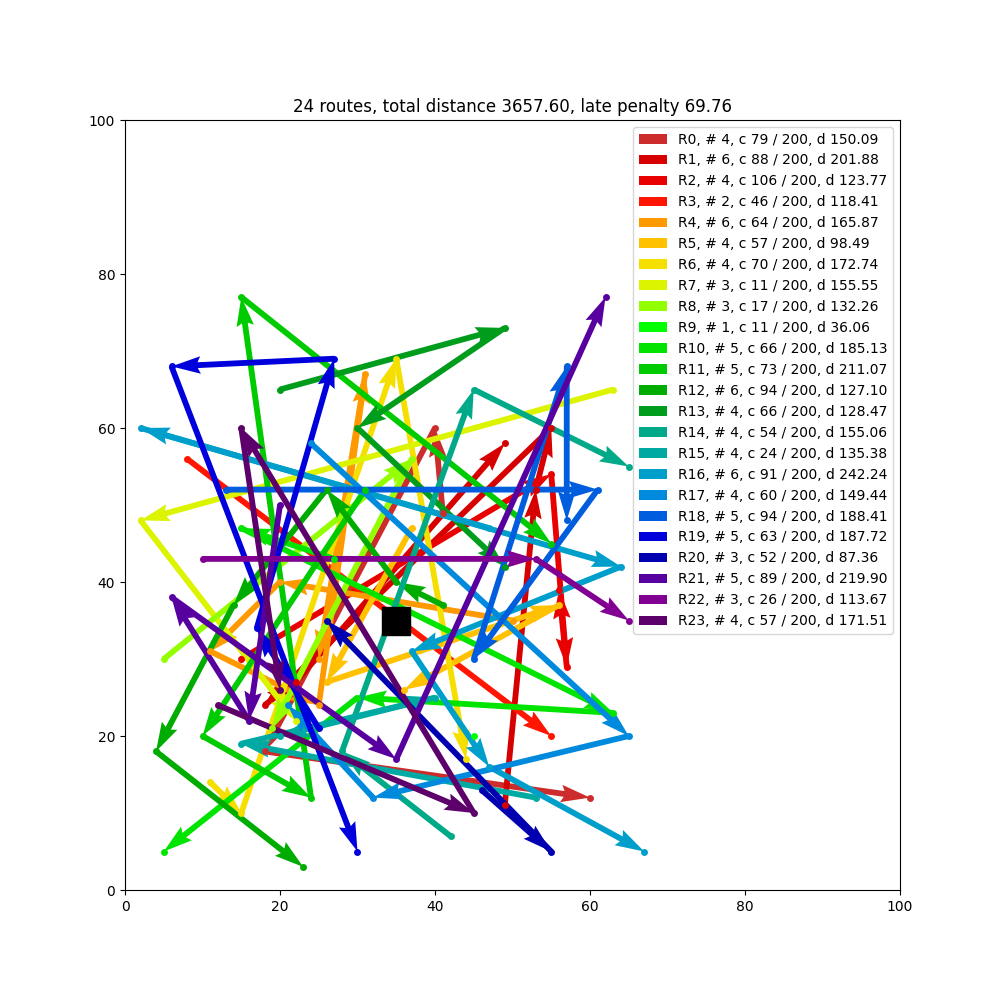 24 routes, total distance 3657.60, late penalty 69.76
100
80
60
40
20
0
0 20 40 60 80 100
R0, # 4, c 79 / 200, d 150.09
R1, # 6, c 88 / 200, d 201.88
R2, # 4, c 106 / 200, d 123.77
R3, # 2, c 46 / 200, d 118.41
R4, # 6, c 64 / 200, d 165.87
R5, # 4, c 57 / 200, d 98.49
R6, # 4, c 70 / 200, d 172.74
R7, # 3, c 11 / 200, d 155.55
R8, # 3, c 17 / 200, d 132.26
R9, # 1, c 11 / 200, d 36.06
R10, # 5, c 66 / 200, d 185.13
R11, # 5, c 73 / 200, d 211.07
R12, # 6, c 94 / 200, d 127.10
R13, # 4, c 66 / 200, d 128.47
R14, # 4, c 54 / 200, d 155.06
R15, # 4, c 24 / 200, d 135.38
R16, # 6, c 91 / 200, d 242.24
R17, # 4, c 60 / 200, d 149.44
R18, # 5, c 94 / 200, d 188.41
R19, # 5, c 63 / 200, d 187.72
R20, # 3, c 52 / 200, d 87.36
R21, # 5, c 89 / 200, d 219.90
R22, # 3, c 26 / 200, d 113.67
R23, # 4, c 57 / 200, d 171.51